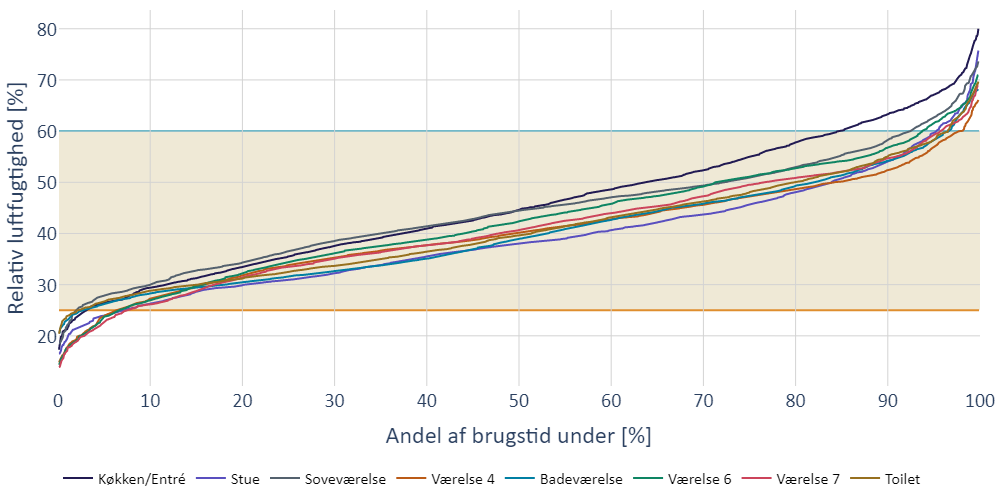 Relativ luftfugtighed [%]
80
70
60
50
40
30
20
0 10 20 30 40 50 60 70 80 90 100
Andel af brugstid under [%]
Køkken/Entré Stue Soveværelse Værelse 4 Badeværelse Værelse 6 Værelse 7 Toilet